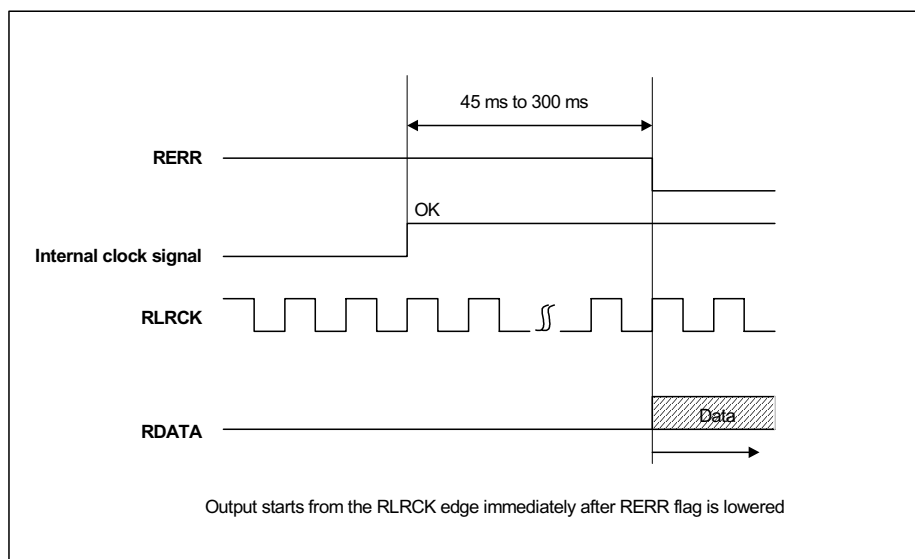 45 ms to 300 ms
RERR
OK
Internal clock signal
RLRCK
Data
RDATA
Output starts from the RLRCK edge immediately after RERR flag is lowered